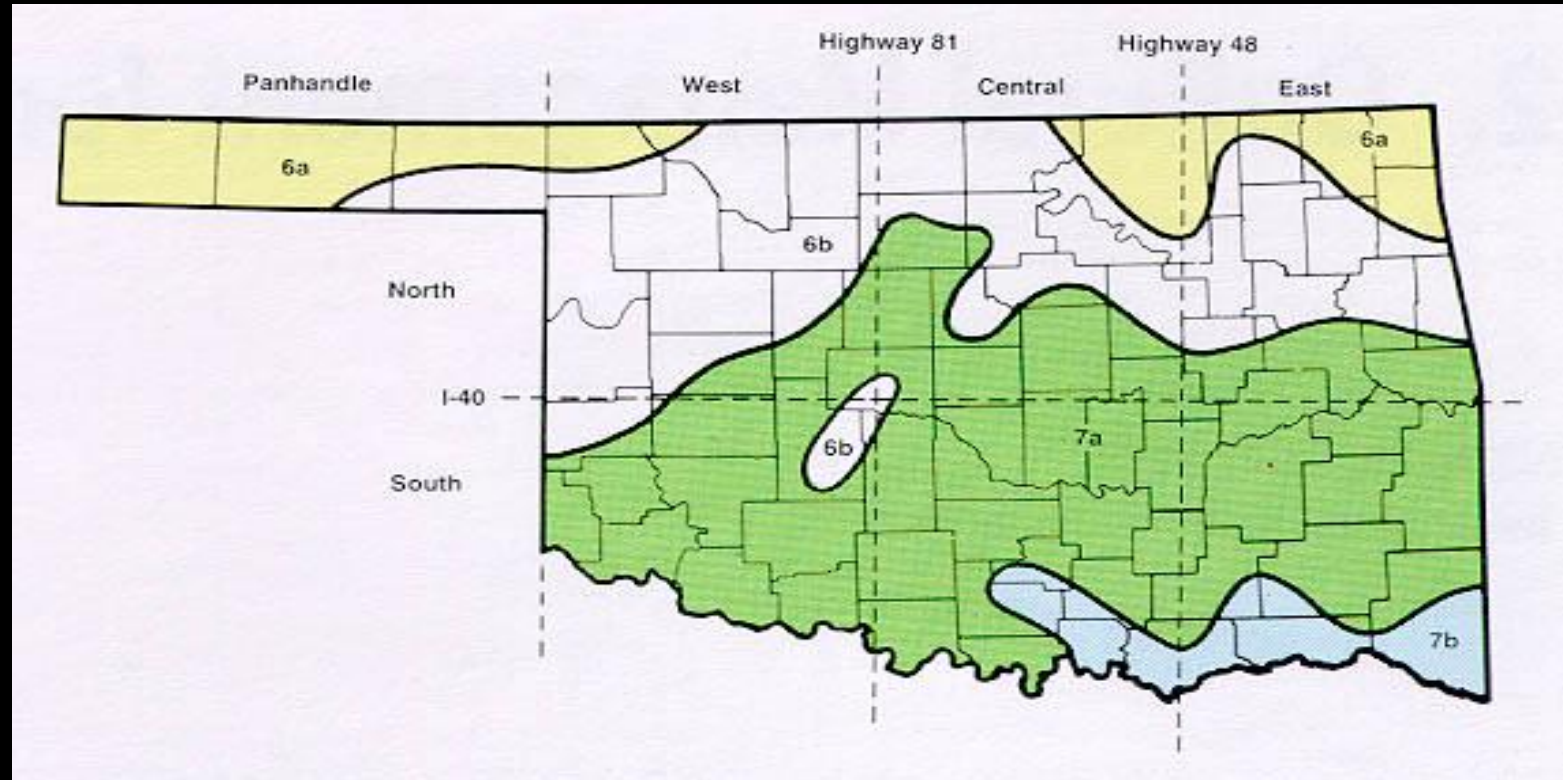 Highway 81
Highway 48
Panhandle
West
Central
East
6a
6a
6b
North
I-40
7a
6b
South
7b